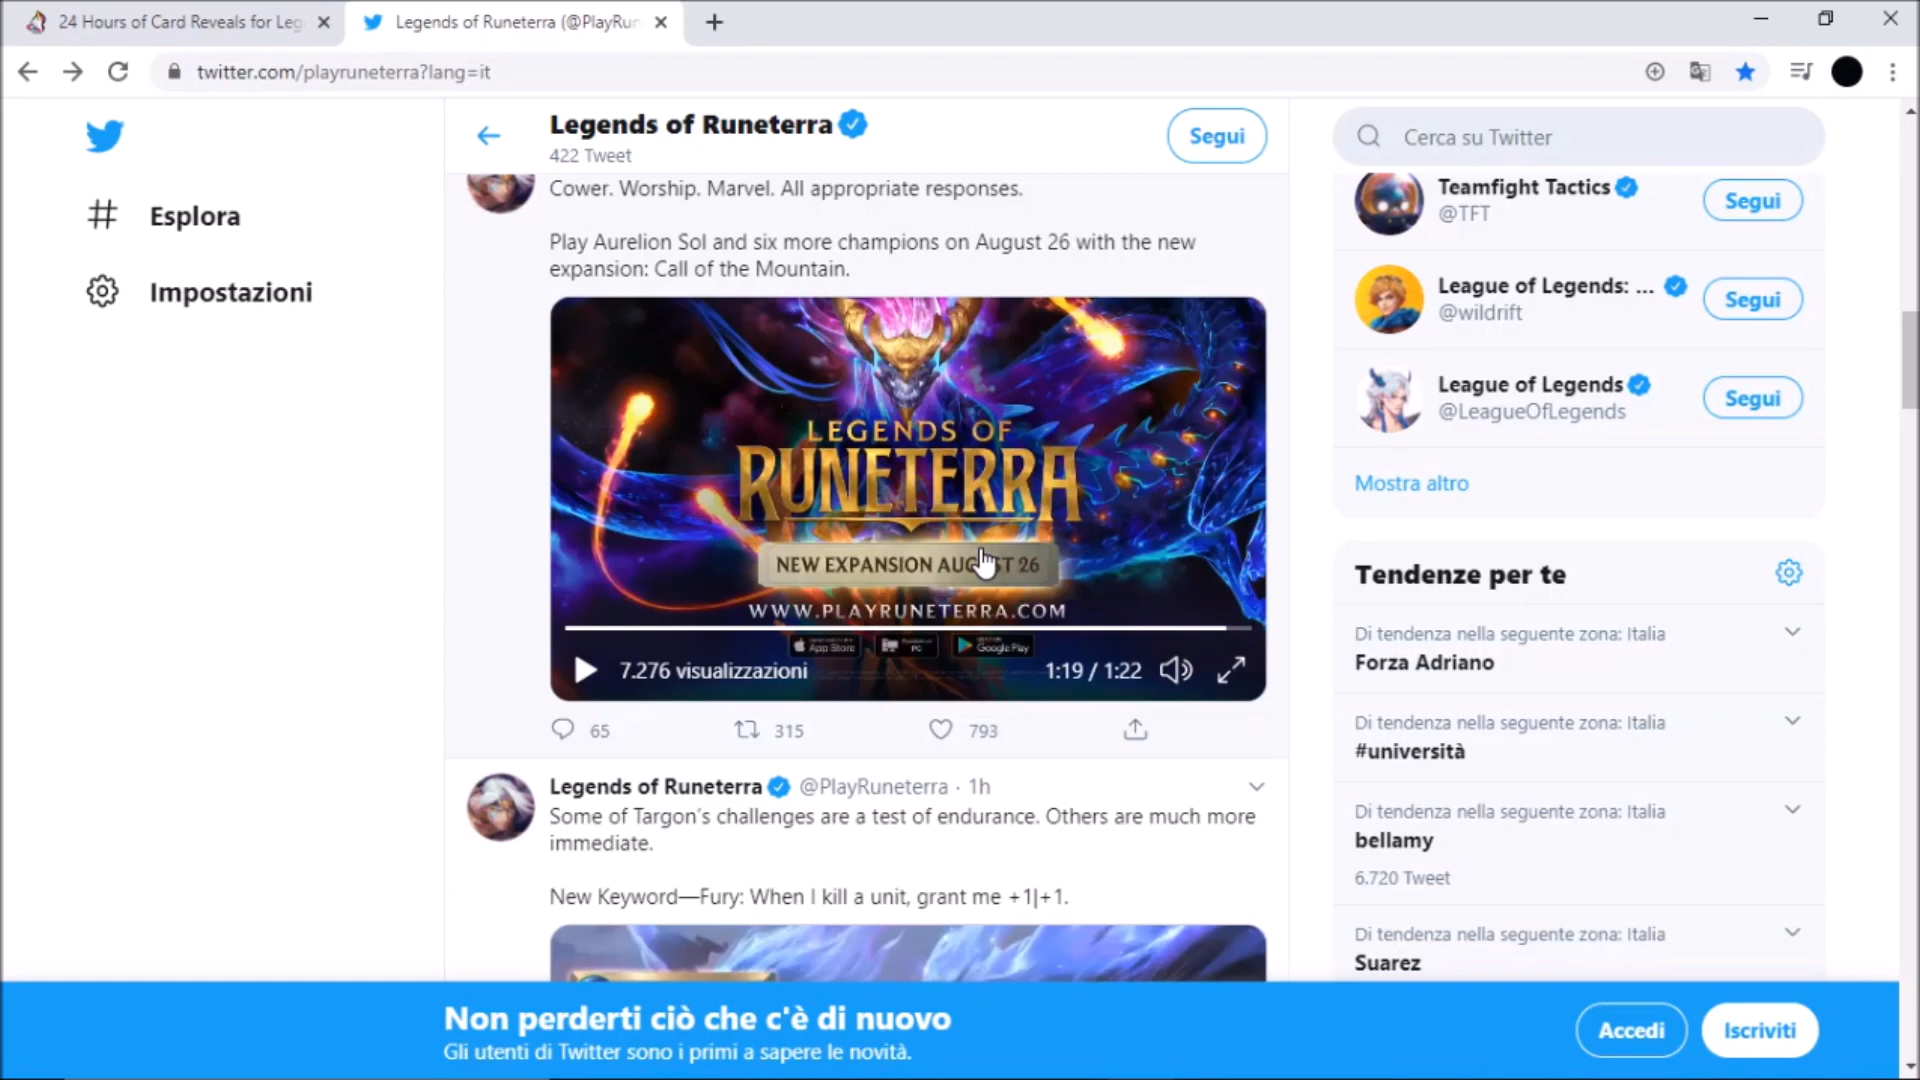 24 Hours of Card Reveals for Leg
Legends of Runeterra (@PlayRun
twitter.com/playruneterra?lang=it
Esplora
Impostazioni
Legends of Runeterra
422 Tweet
Segui
Cower. Worship. Marvel. All appropriate responses.
Play Aurelion Sol and six more champions on August 26 with the new
expansion: Call of the Mountain.
LEGENDS OF
RUNETERRA
NEW EXPANSION AUGUST 26
WWW.PLAYRUNETERRA.COM
App Store
PC
Google Play
7.276 visualizzazioni
1:19 / 1:22
65
315
793
Legends of Runeterra @PlayRuneterra · 1h
Some of Targon's challenges are a test of endurance. Others are much more
immediate.
New Keyword—Fury: When I kill a unit, grant me +1|+1.
Cerca su Twitter
Teamfight Tactics
@TFT
Segui
League of Legends: ...
@wildrift
Segui
League of Legends
@LeagueOfLegends
Segui
Mostra altro
Tendenze per te
Di tendenza nella seguente zona: Italia
Forza Adriano
Di tendenza nella seguente zona: Italia
#università
Di tendenza nella seguente zona: Italia
bellamy
6.720 Tweet
Di tendenza nella seguente zona: Italia
Suarez
Non perderti ciò che c'è di nuovo
Gli utenti di Twitter sono i primi a sapere le novità.
Accedi
Iscriviti